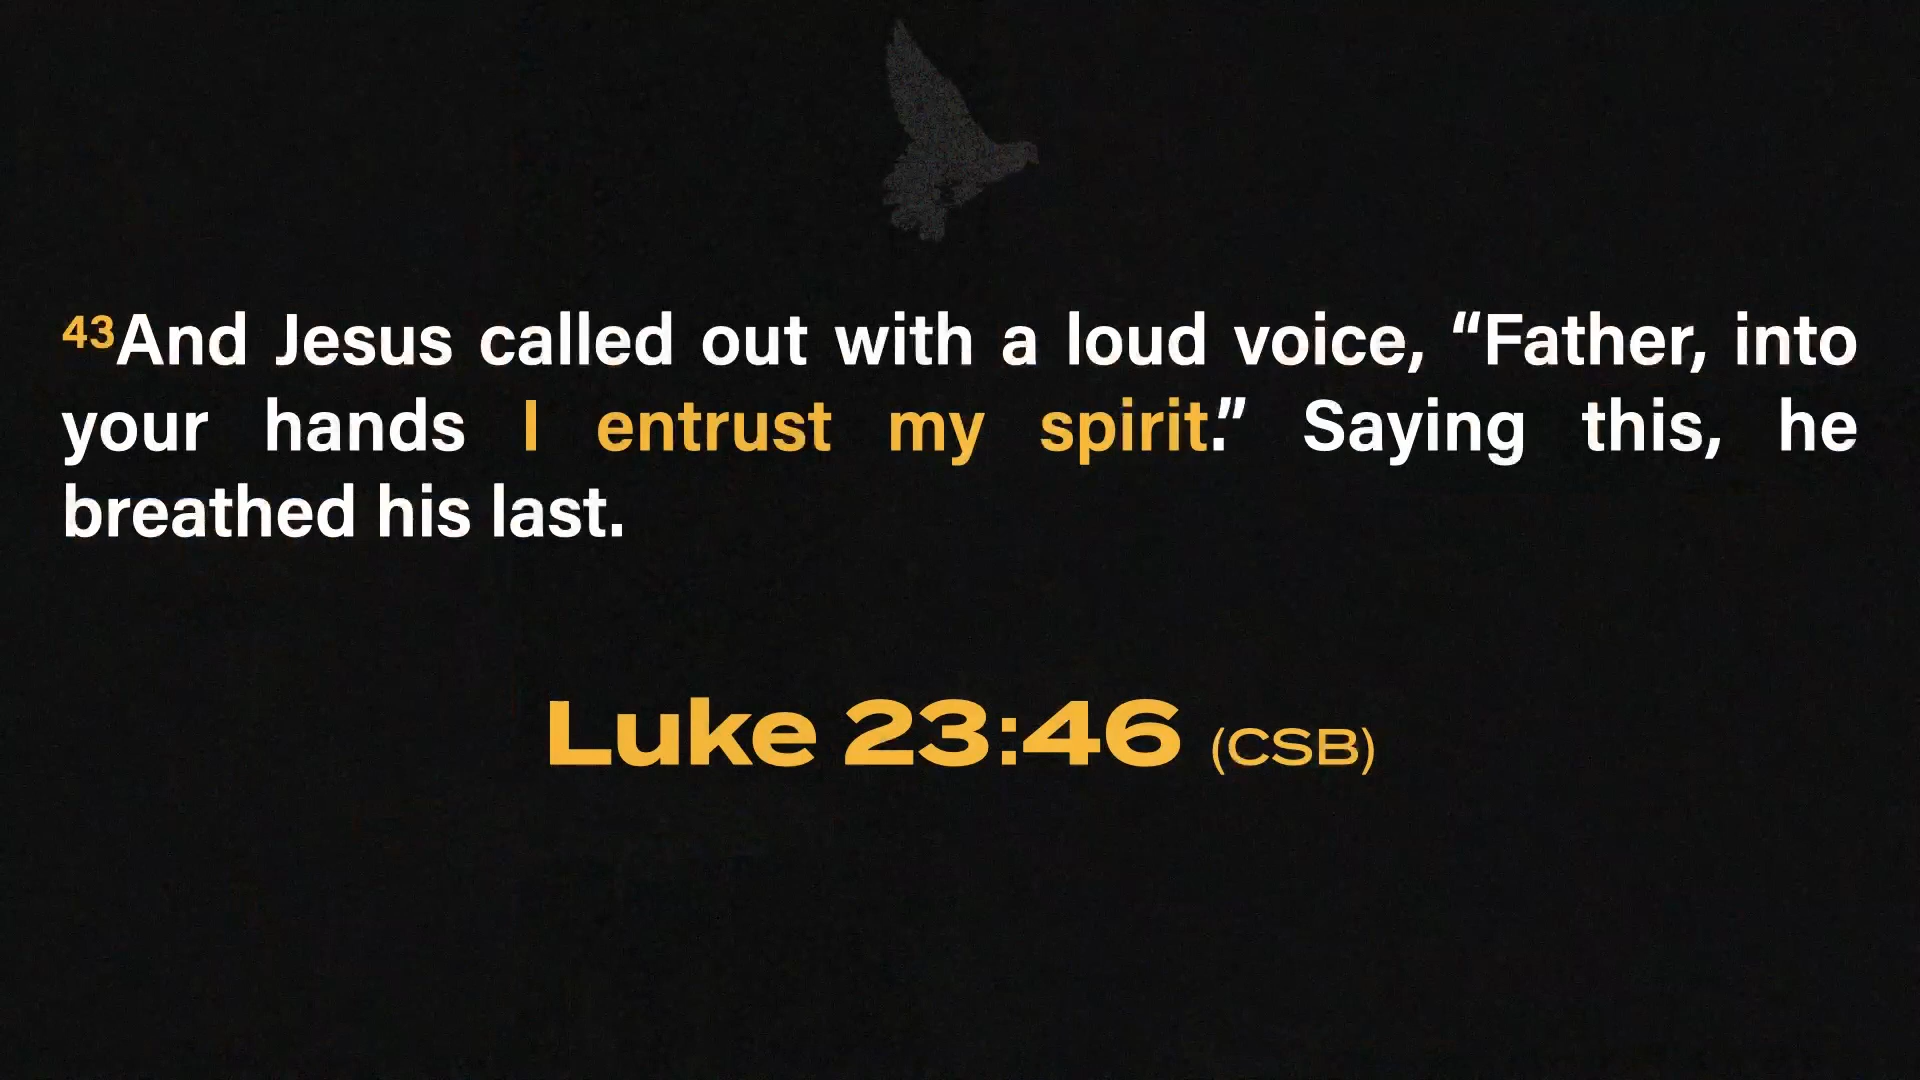 43And Jesus called out with a loud voice, “Father, into
your hands I entrust my spirit.” Saying this, he
breathed his last.
Luke 23:46 (CSB)